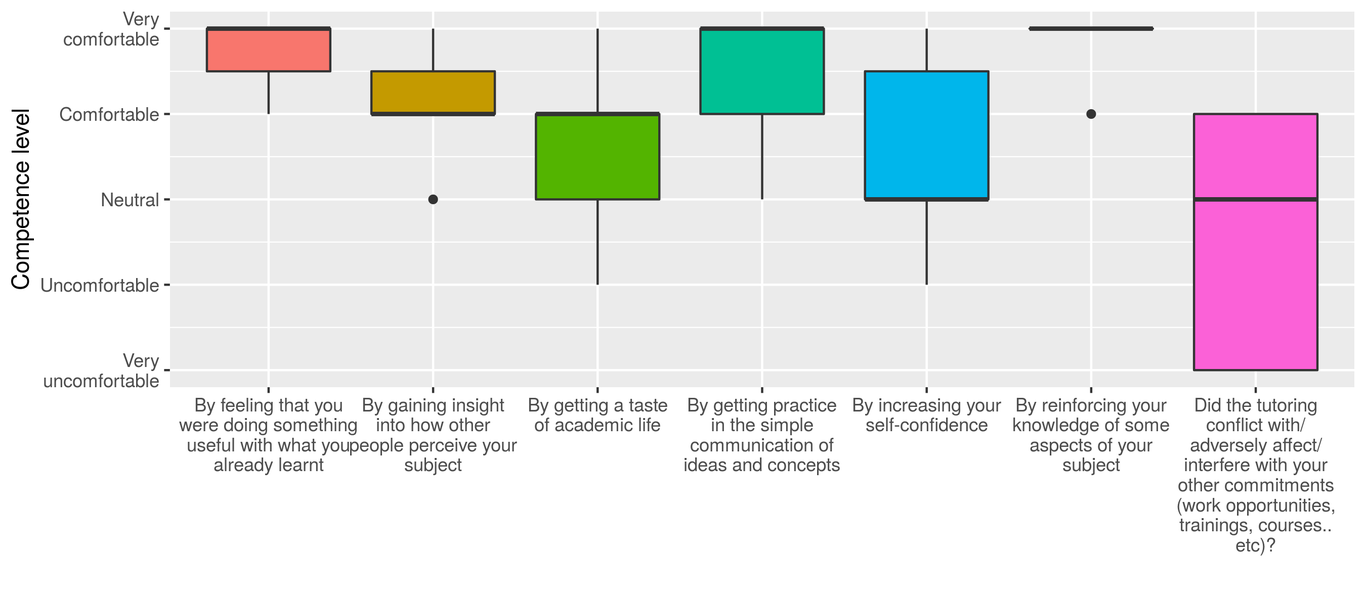 Very
comfortable
Comfortable
Neutral
Uncomfortable
Very
uncomfortable
Competence level
By feeling that you
were doing something
useful with what you
already learnt
By gaining insight
into how other
people perceive your
subject
By getting a taste
of academic life
By getting practice
in the simple
communication of
ideas and concepts
By increasing your
self-confidence
By reinforcing your
knowledge of some
aspects of your
subject
Did the tutoring
conflict with/
adversely affect/
interfere with your
other commitments
(work opportunities,
trainings, courses..
etc)?